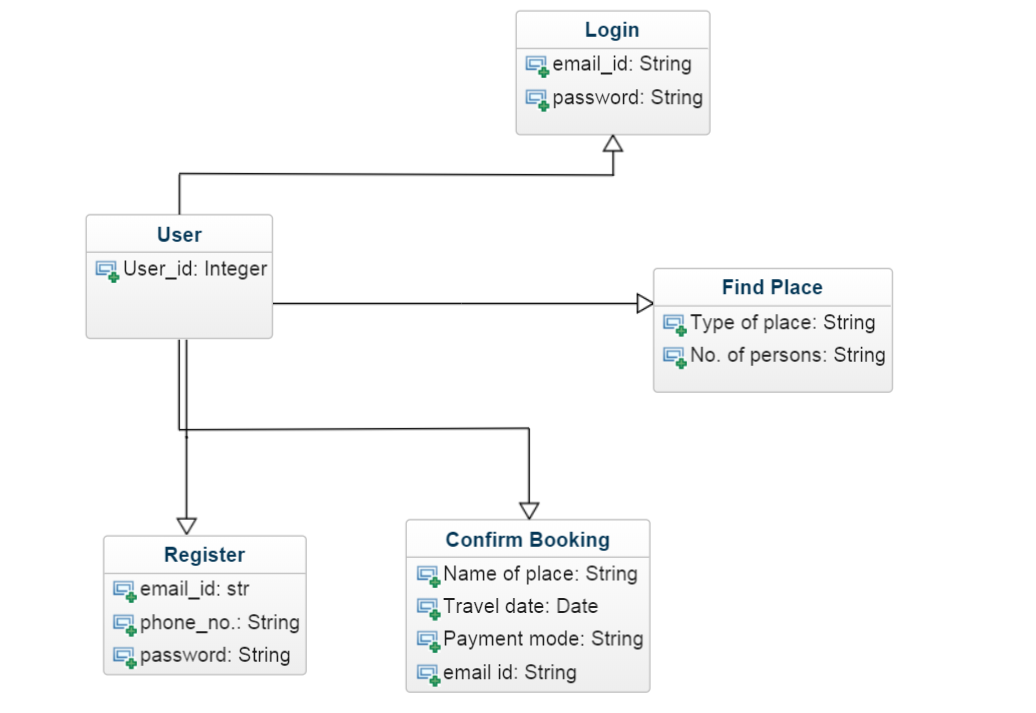 Login
email_id: String
password: String
User
User_id: Integer
Find Place
Type of place: String
No. of persons: String
Register
email_id: str
phone_no.: String
password: String
Confirm Booking
Name of place: String
Travel date: Date
Payment mode: String
email id: String